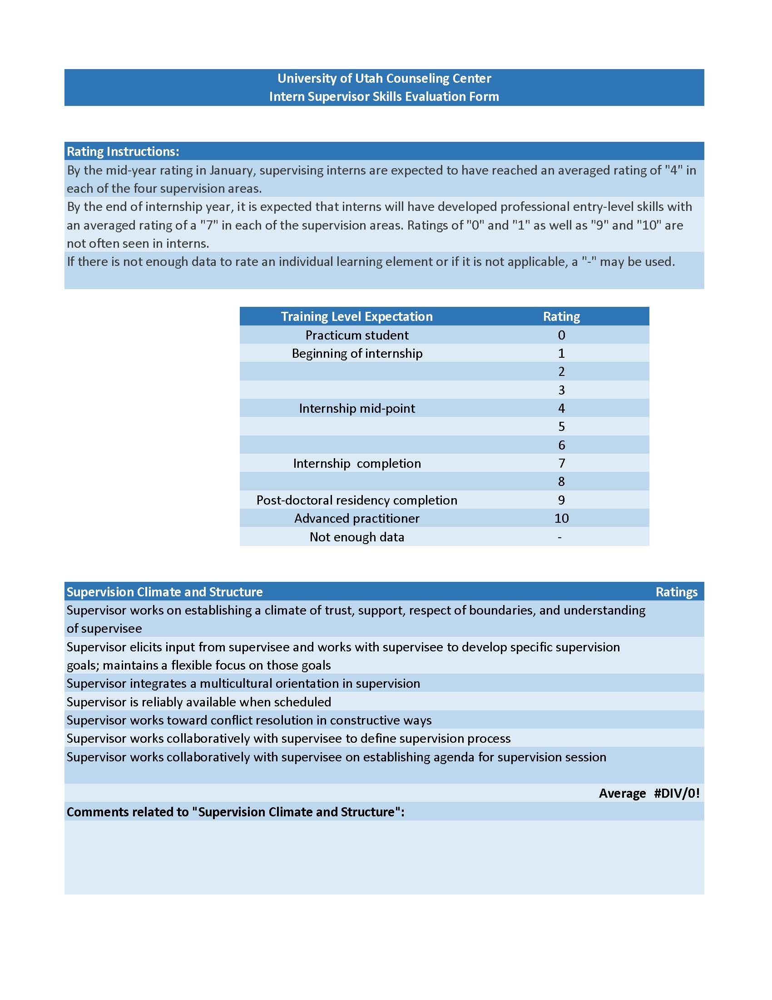 University of Utah Counseling Center
Intern Supervisor Skills Evaluation Form
Rating Instructions:
By the mid-year rating in January, supervising interns are expected to have reached an averaged rating of "4" in
each of the four supervision areas.
By the end of internship year, it is expected that interns will have developed professional entry-level skills with
an averaged rating of a "7" in each of the supervision areas. Ratings of "0" and "1" as well as "9" and "10" are
not often seen in interns.
If there is not enough data to rate an individual learning element or if it is not applicable, a "-" may be used.
Training Level Expectation Rating
Practicum student 0
Beginning of internship 1
2
3
Internship mid-point 4
5
6
Internship  completion 7
8
Post-doctoral residency completion 9
Advanced practitioner 10
Not enough data -
Supervision Climate and Structure Ratings
Supervisor works on establishing a climate of trust, support, respect of boundaries, and understanding
of supervisee
Supervisor elicits input from supervisee and works with supervisee to develop specific supervision
goals; maintains a flexible focus on those goals
Supervisor integrates a multicultural orientation in supervision
Supervisor is reliably available when scheduled
Supervisor works toward conflict resolution in constructive ways
Supervisor works collaboratively with supervisee to define supervision process
Supervisor works collaboratively with supervisee on establishing agenda for supervision session
Average #DIV/0!
Comments related to "Supervision Climate and Structure":